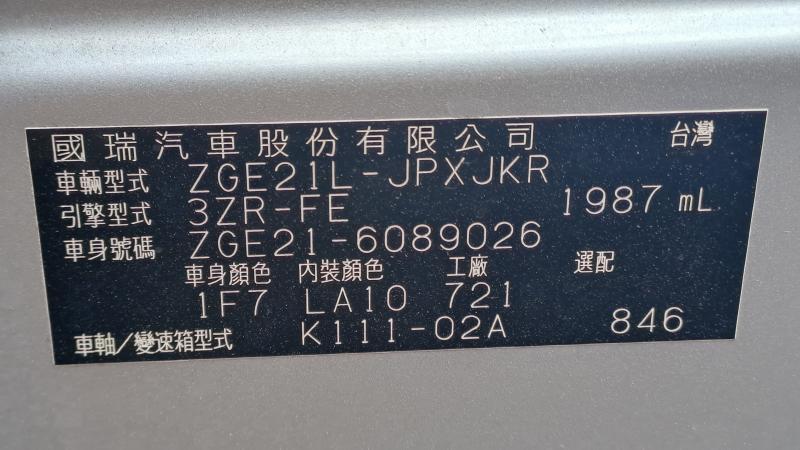 國瑞汽車股份有限公司 台灣
車輛型式 ZGE21L-JPXJKR
引擎型式 3ZR-FE 1987 mL
車身號碼 ZGE21-6089026
車身顏色 內裝顏色 工廠 選配
1F7 LA10 721
車軸/變速箱型式 K111-02A 846